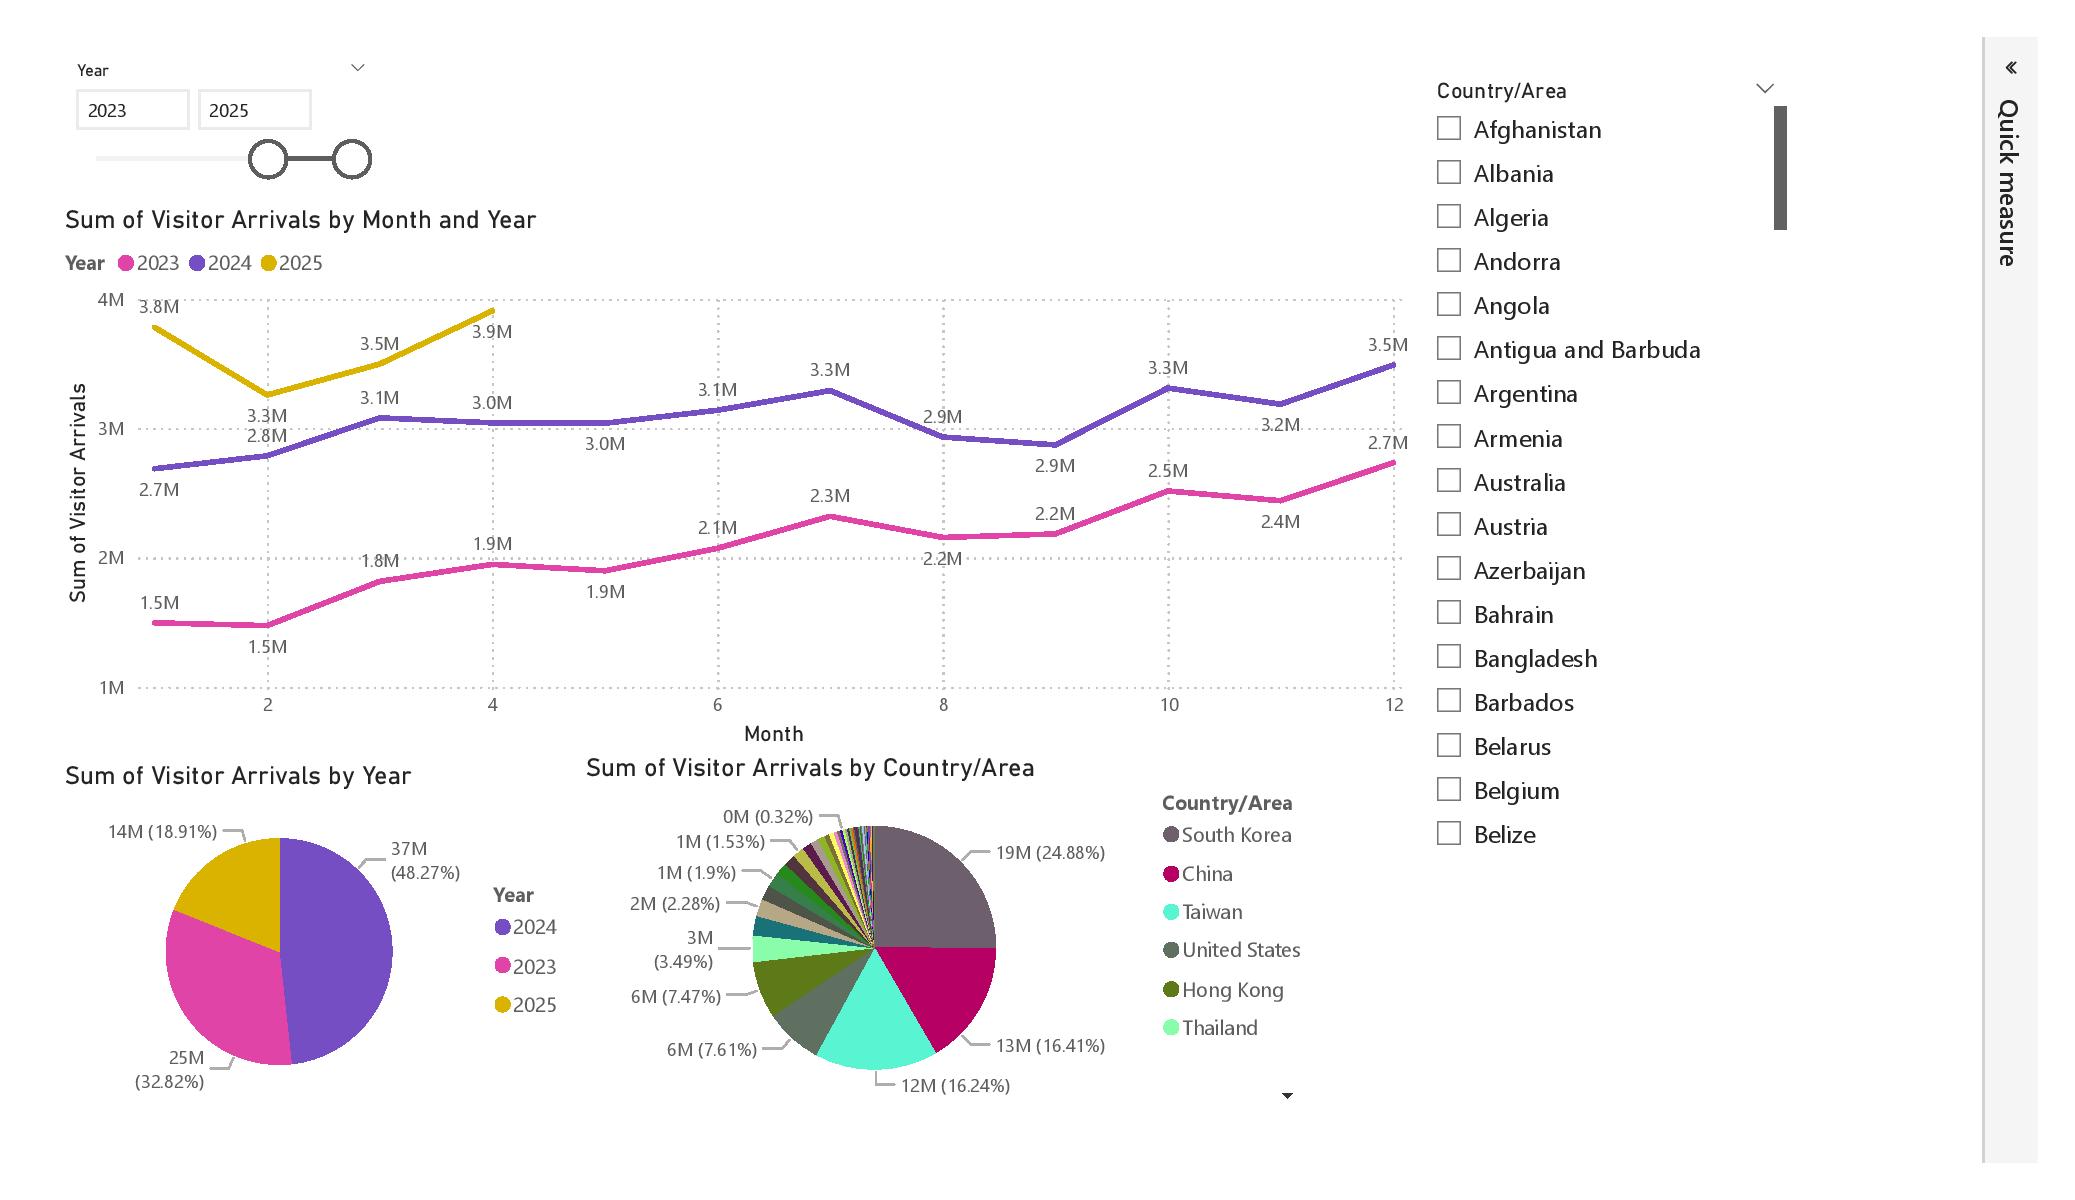 Year
2023
2025
Sum of Visitor Arrivals by Month and Year
Year 2023 2024 2025
Sum of Visitor Arrivals
4M
3M
2M
1M
3.8M
3.3M
3.5M
3.9M
2.7M
2.8M
3.1M
3.0M
3.0M
3.1M
3.3M
2.9M
2.9M
3.3M
3.2M
3.5M
1.5M
1.5M
1.8M
1.9M
1.9M
2.1M
2.3M
2.2M
2.2M
2.5M
2.4M
2.7M
2 4 6 8 10 12
Month
Sum of Visitor Arrivals by Year
14M (18.91%)
37M
(48.27%)
25M
(32.82%)
Year
2024
2023
2025
Sum of Visitor Arrivals by Country/Area
0M (0.32%)
1M (1.53%)
1M (1.9%)
2M (2.28%)
3M
(3.49%)
6M (7.47%)
6M (7.61%)
12M (16.24%)
13M (16.41%)
19M (24.88%)
Country/Area
South Korea
China
Taiwan
United States
Hong Kong
Thailand
Country/Area
Afghanistan
Albania
Algeria
Andorra
Angola
Antigua and Barbuda
Argentina
Armenia
Australia
Austria
Azerbaijan
Bahrain
Bangladesh
Barbados
Belarus
Belgium
Belize
Quick measure